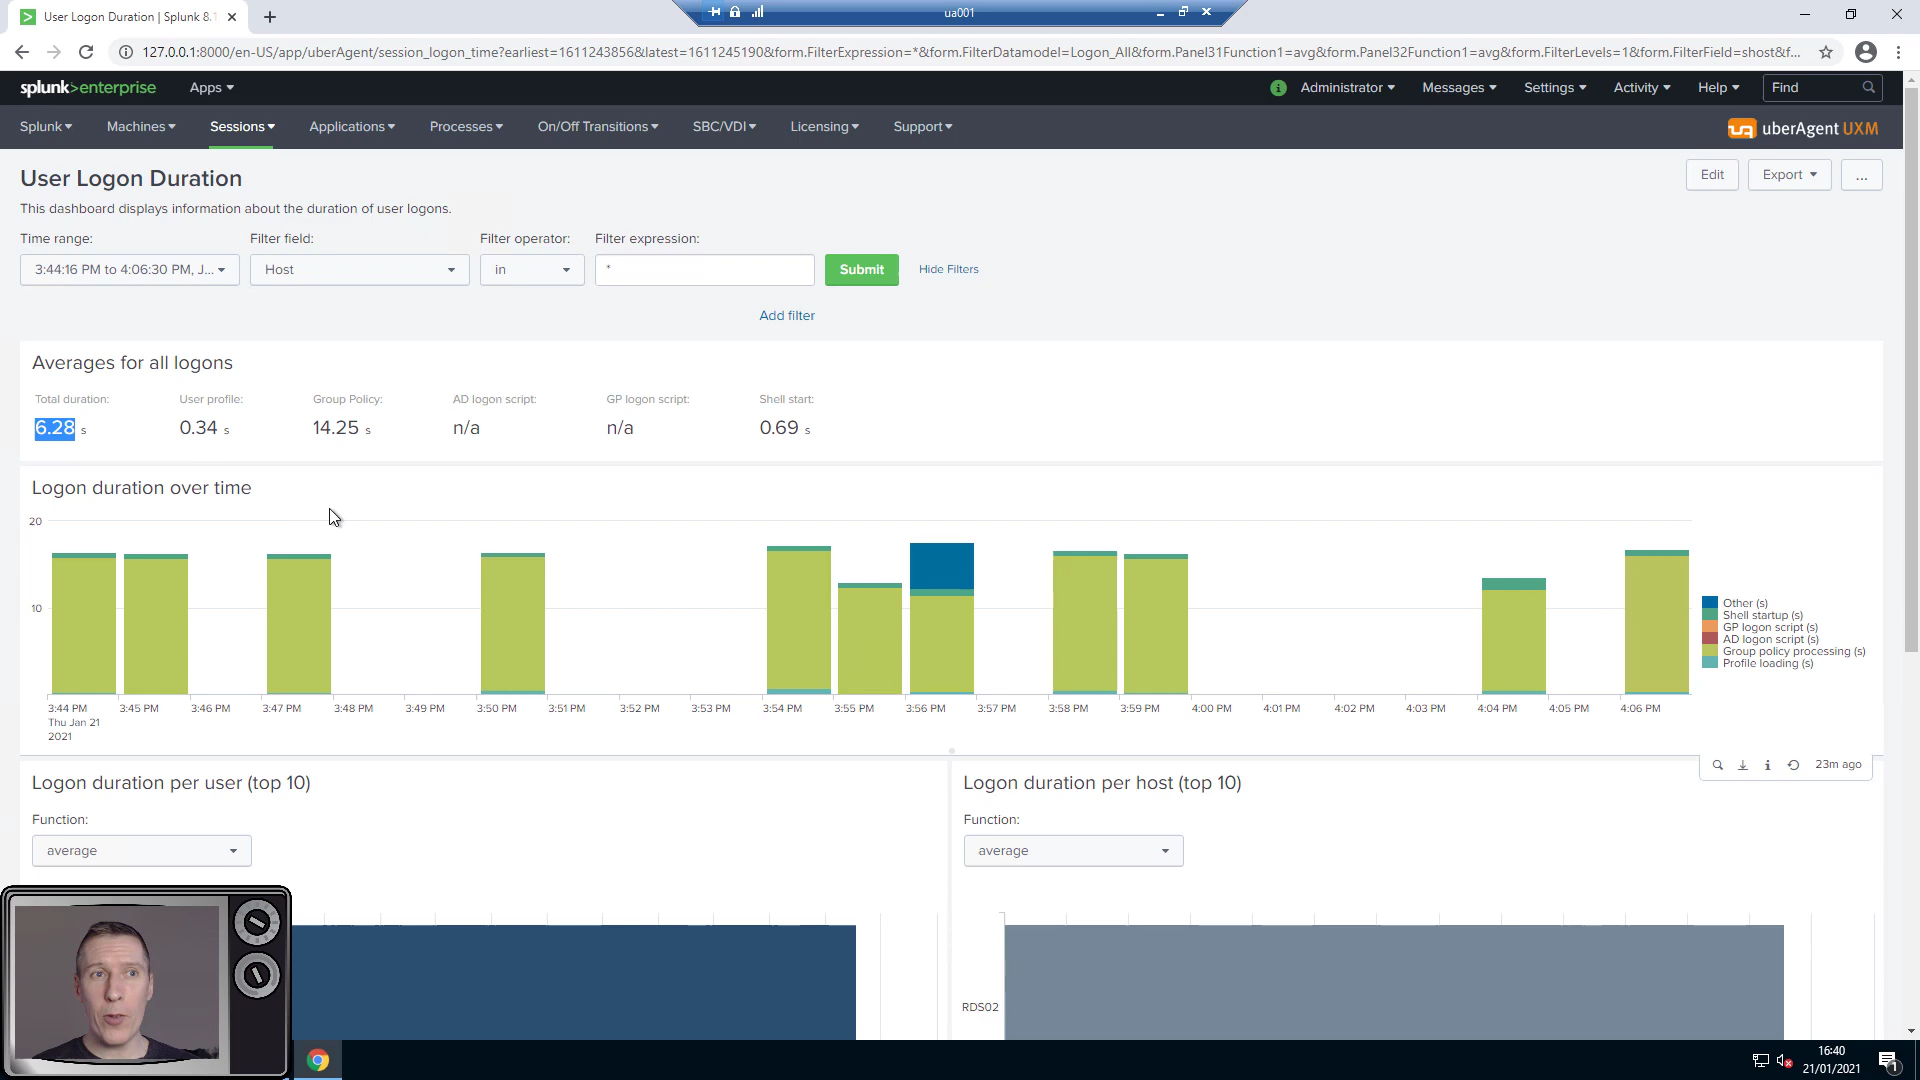 User Logon Duration | Splunk 8.1
ua001
127.0.0.1:8000/en-US/app/uberAgent/session_logon_time?earliest=1611243856&latest=1611245190&form.FilterExpression=*&form.FilterDatamodel=Logon_All&form.Panel31Function1=avg&form.Panel32Function1=avg&form.FilterLevels=1&form.FilterField=shost&f...
splunk>enterprise Apps Administrator Messages Settings Activity Help Find
Splunk Machines Sessions Applications Processes On/Off Transitions SBC/VDI Licensing Support uberAgent UXM
User Logon Duration
Edit Export ...
This dashboard displays information about the duration of user logons.
Time range: Filter field: Filter operator: Filter expression:
3:44:16 PM to 4:06:30 PM, J... Host in * Submit Hide Filters
Add filter
Averages for all logons
Total duration: User profile: Group Policy: AD logon script: GP logon script: Shell start:
6.28 s 0.34 s 14.25 s n/a n/a 0.69 s
Logon duration over time
20
10
Other (s)
Shell startup (s)
GP logon script (s)
AD logon script (s)
Group policy processing (s)
Profile loading (s)
3:44 PM 3:45 PM 3:46 PM 3:47 PM 3:48 PM 3:49 PM 3:50 PM 3:51 PM 3:52 PM 3:53 PM 3:54 PM 3:55 PM 3:56 PM 3:57 PM 3:58 PM 3:59 PM 4:00 PM 4:01 PM 4:02 PM 4:03 PM 4:04 PM 4:05 PM 4:06 PM
Thu Jan 21
2021
23m ago
Logon duration per user (top 10) Logon duration per host (top 10)
Function: Function:
average average
RDS02
16:40
21/01/2021
1